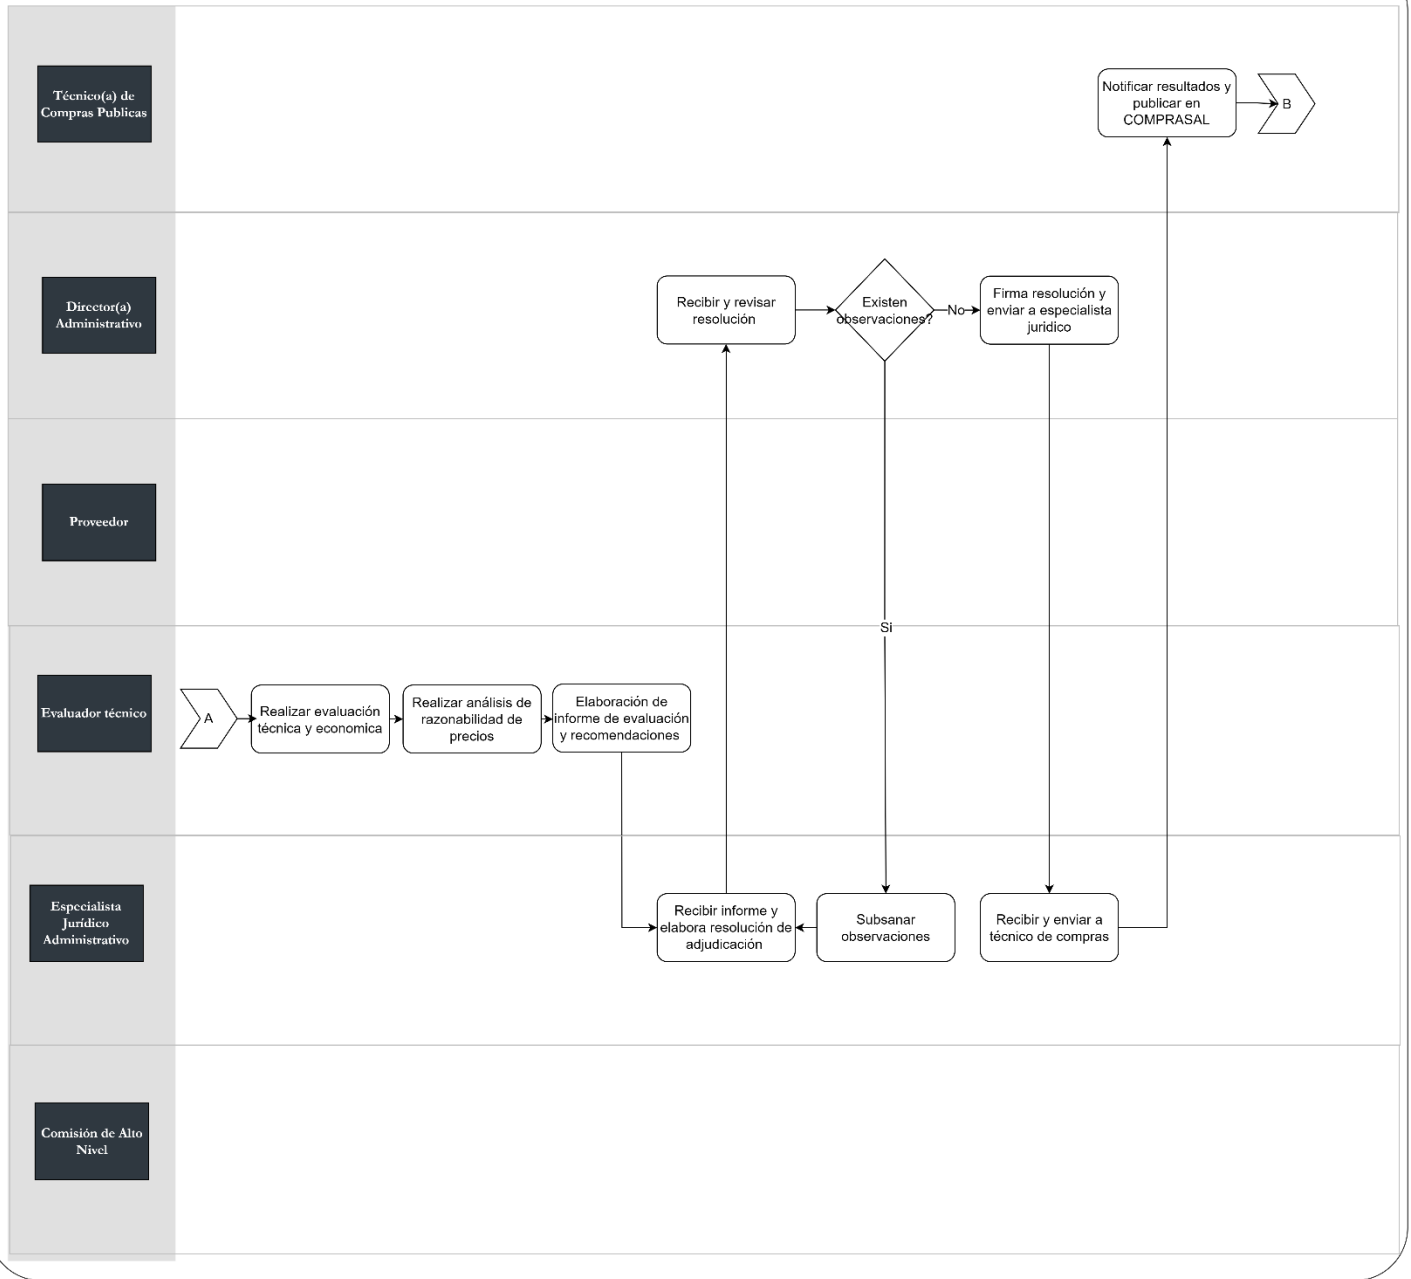 Técnico(a) de
Compras Publicas
Notificar resultados y
publicar en
COMPRASAL
B
Director(a)
Administrativo
Recibir y revisar
resolución
Existen
observaciones?
No
Firma resolución y
enviar a especialista
juridico
Proveedor
Si
Evaluador técnico
A
Realizar evaluación
técnica y economica
Realizar análisis de
razonabilidad de
precios
Elaboración de
informe de evaluación
y recomendaciones
Especialista
Jurídico
Administrativo
Recibir informe y
elabora resolución de
adjudicación
Subsanar
observaciones
Recibir y enviar a
técnico de compras
Comisión de Alto
Nivel